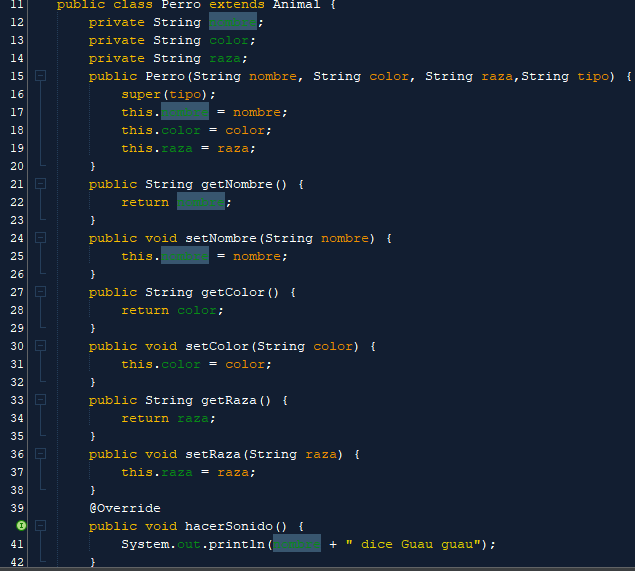 11 public class Perro extends Animal {
12 private String nombre;
13 private String color;
14 private String raza;
15 public Perro(String nombre, String color, String raza,String tipo) {
16 super(tipo);
17 this.nombre = nombre;
18 this.color = color;
19 this.raza = raza;
20 }
21 public String getNombre() {
22 return nombre;
23 }
24 public void setNombre(String nombre) {
25 this.nombre = nombre;
26 }
27 public String getColor() {
28 return color;
29 }
30 public void setColor(String color) {
31 this.color = color;
32 }
33 public String getRaza() {
34 return raza;
35 }
36 public void setRaza(String raza) {
37 this.raza = raza;
38 }
39 @Override
public void hacerSonido() {
41 System.out.println(nombre + " dice Guau guau");
42 }